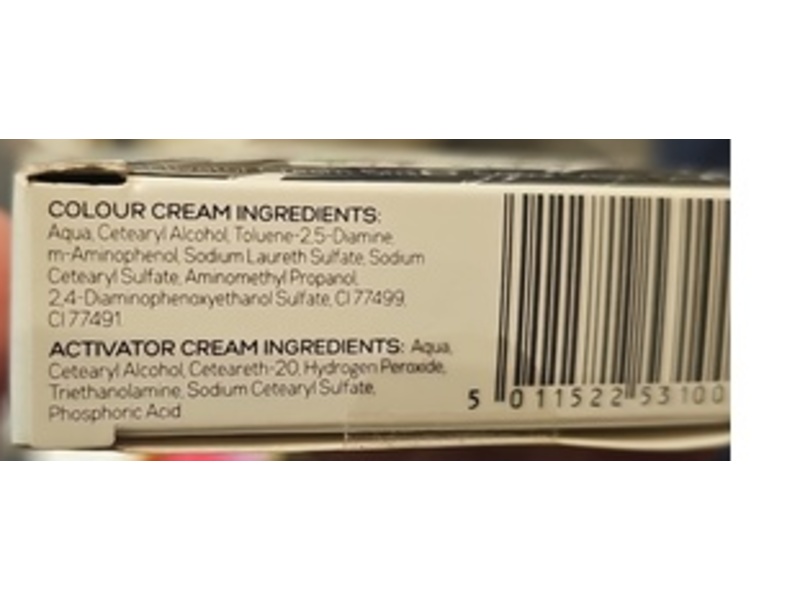 COLOUR CREAM INGREDIENTS:
Aqua, Cetearyl Alcohol, Toluene-2,5-Diamine,
m-Aminophenol, Sodium Laureth Sulfate, Sodium
Cetearyl Sulfate, Aminomethyl Propanol,
2,4-Diaminophenoxyethanol Sulfate, CI 77499,
CI 77491.
ACTIVATOR CREAM INGREDIENTS: Aqua,
Cetearyl Alcohol, Ceteareth-20, Hydrogen Peroxide,
Triethanolamine, Sodium Cetearyl Sulfate,
Phosphoric Acid
5 011522 53100